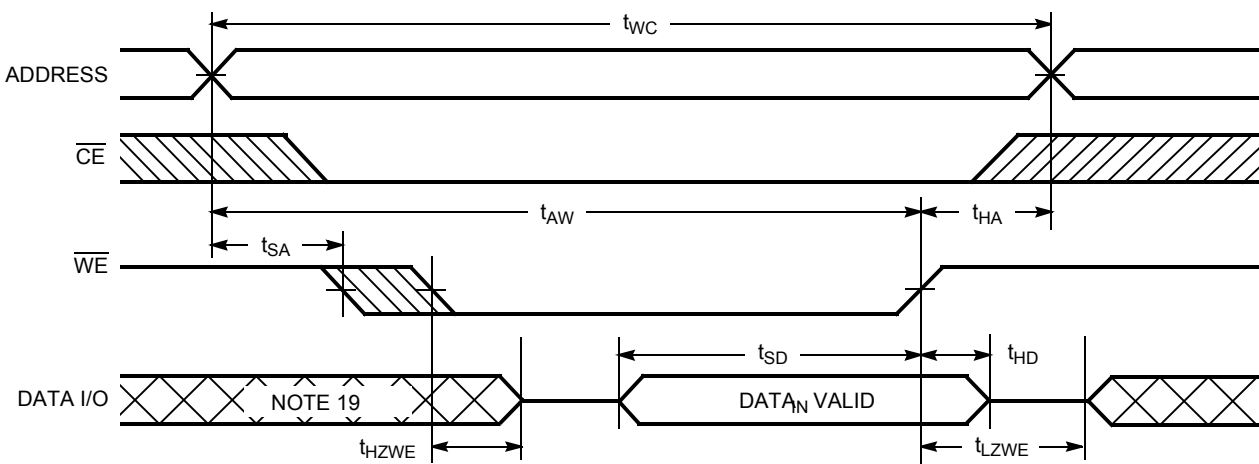 tWC
ADDRESS
CE
tAW
tHA
tSA
WE
tSD
tHD
DATA I/O
NOTE 19
DATAIN VALID
tHZWE
tLZWE